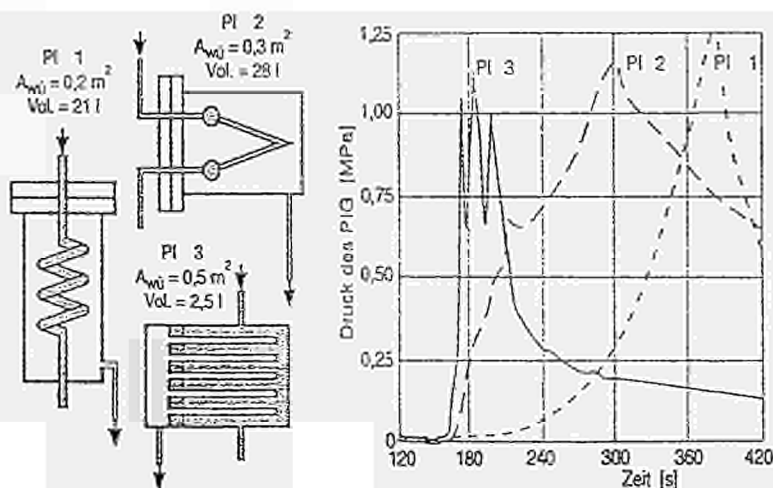 PI 1
A_WÜ = 0,2 m²
Vol. = 21 l
PI 2
A_WÜ = 0,3 m²
Vol. = 28 l
PI 3
A_WÜ = 0,5 m²
Vol. = 2,5 l
Druck des PIG [MPa]
1,25
1,00
0,75
0,50
0,25
0
PI 3
PI 2
PI 1
120
180
240
300
360
420
Zeit [s]